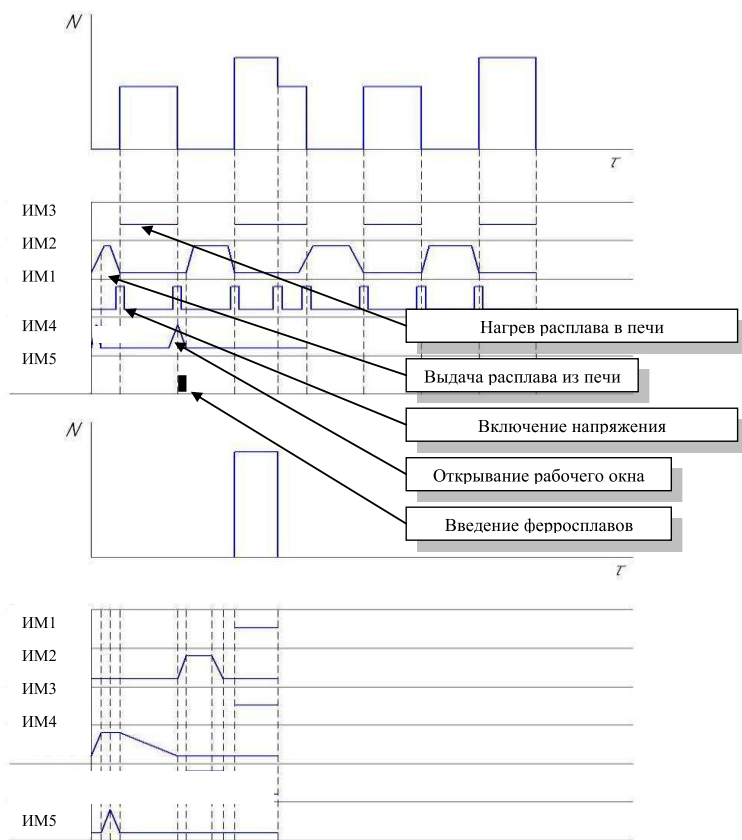 N
τ
ИМ3
ИМ2
ИМ1
ИМ4
ИМ5
Нагрев расплава в печи
Выдача расплава из печи
Включение напряжения
Открывание рабочего окна
Введение ферросплавов
N
τ
ИМ1
ИМ2
ИМ3
ИМ4
ИМ5